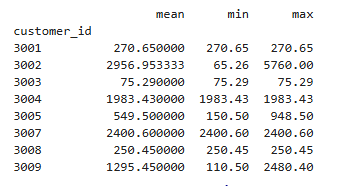 mean min max
customer_id
3001 270.650000 270.65 270.65
3002 2956.953333 65.26 5760.00
3003 75.290000 75.29 75.29
3004 1983.430000 1983.43 1983.43
3005 549.500000 150.50 948.50
3007 2400.600000 2400.60 2400.60
3008 250.450000 250.45 250.45
3009 1295.450000 110.50 2480.40